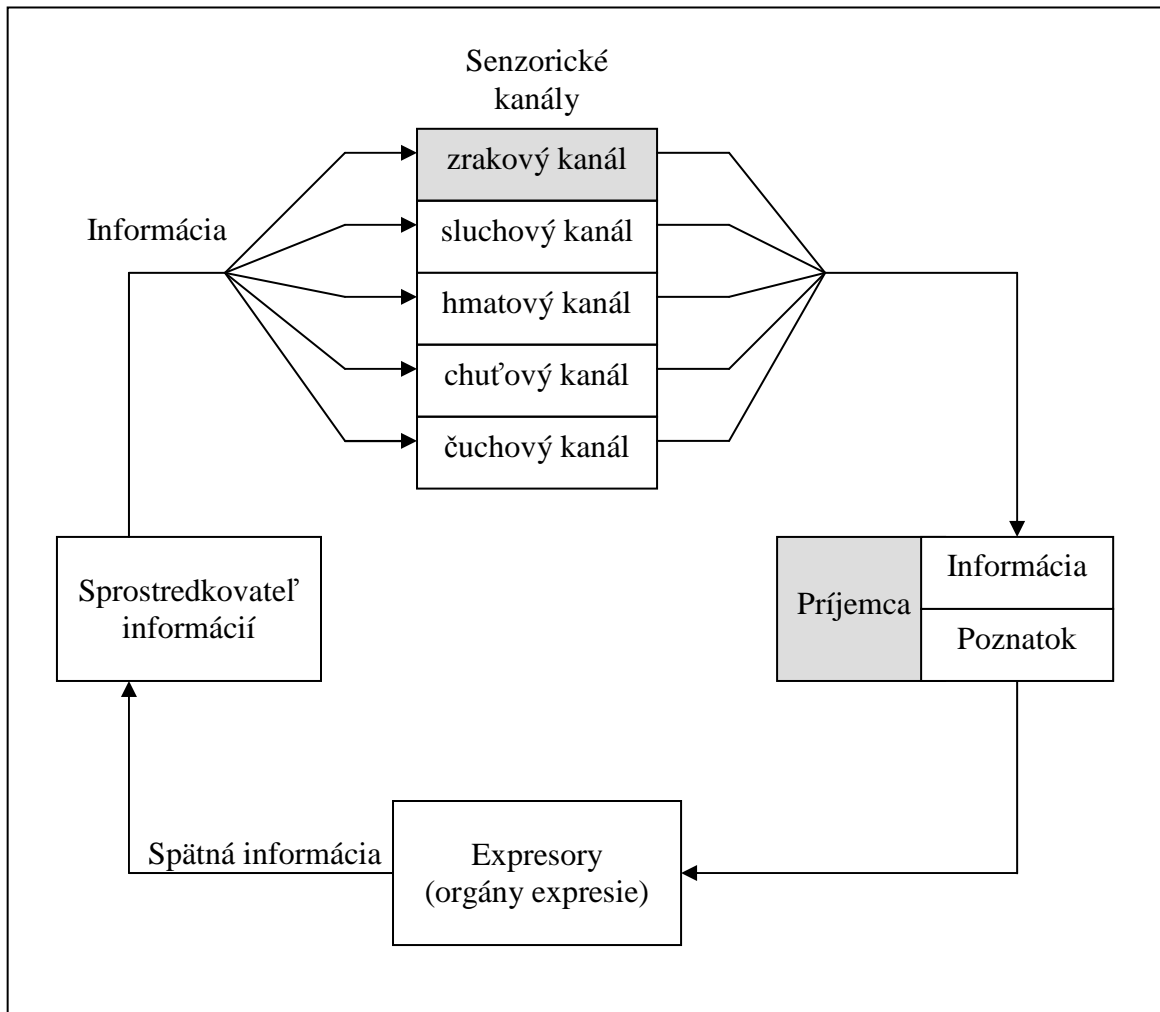 Senzorické
kanály
zrakový kanál
Informácia
sluchový kanál
hmatový kanál
chuťový kanál
čuchový kanál
Sprostredkovateľ
informácií
Príjemca
Informácia
Poznatok
Spätná informácia
Expresory
(orgány expresie)